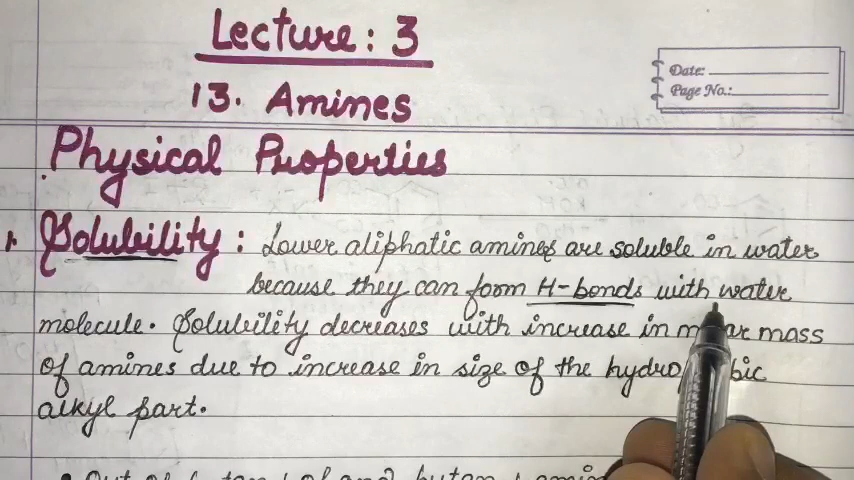 Lecture : 3
Date:
Page No.:
13. Amines
Physical Properties
1. Solubility : Lower aliphatic amines are soluble in water
because they can form H-bonds with water
molecule. Solubility decreases with increase in mass
of amines due to increase in size of the
alkyl part.